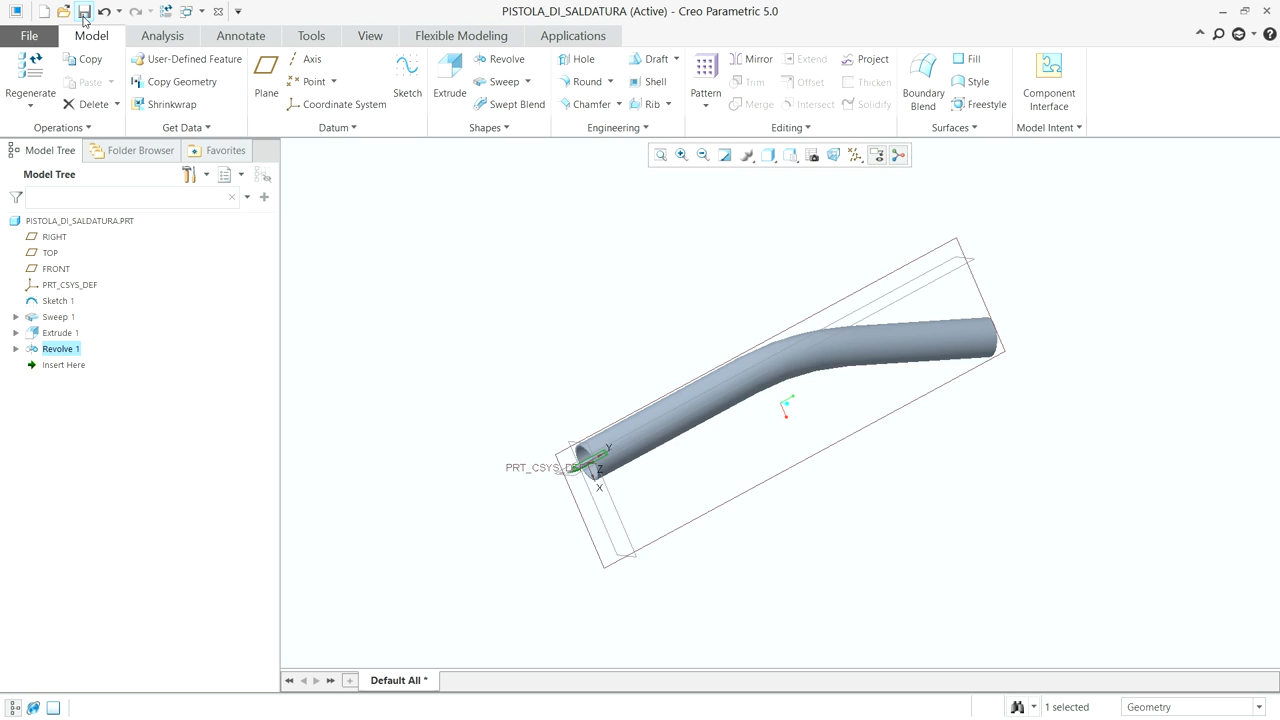 PISTOLA_DI_SALDATURA (Active) - Creo Parametric 5.0
File Model Analysis Annotate Tools View Flexible Modeling Applications
Regenerate
Copy
Paste
Delete
Operations
User-Defined Feature
Copy Geometry
Shrinkwrap
Get Data
Plane
Axis
Point
Coordinate System
Sketch
Datum
Extrude
Revolve
Sweep
Swept Blend
Shapes
Hole
Round
Chamfer
Draft
Shell
Rib
Engineering
Pattern
Mirror
Trim
Merge
Extend
Offset
Intersect
Project
Thicken
Solidify
Editing
Boundary
Blend
Fill
Style
Freestyle
Surfaces
Component
Interface
Model Intent
Model Tree Folder Browser Favorites
Model Tree
PISTOLA_DI_SALDATURA.PRT
RIGHT
TOP
FRONT
PRT_CSYS_DEF
Sketch 1
Sweep 1
Extrude 1
Revolve 1
Insert Here
PRT_CSYS_DEF
Y
Z
X
Default All *
1 selected
Geometry